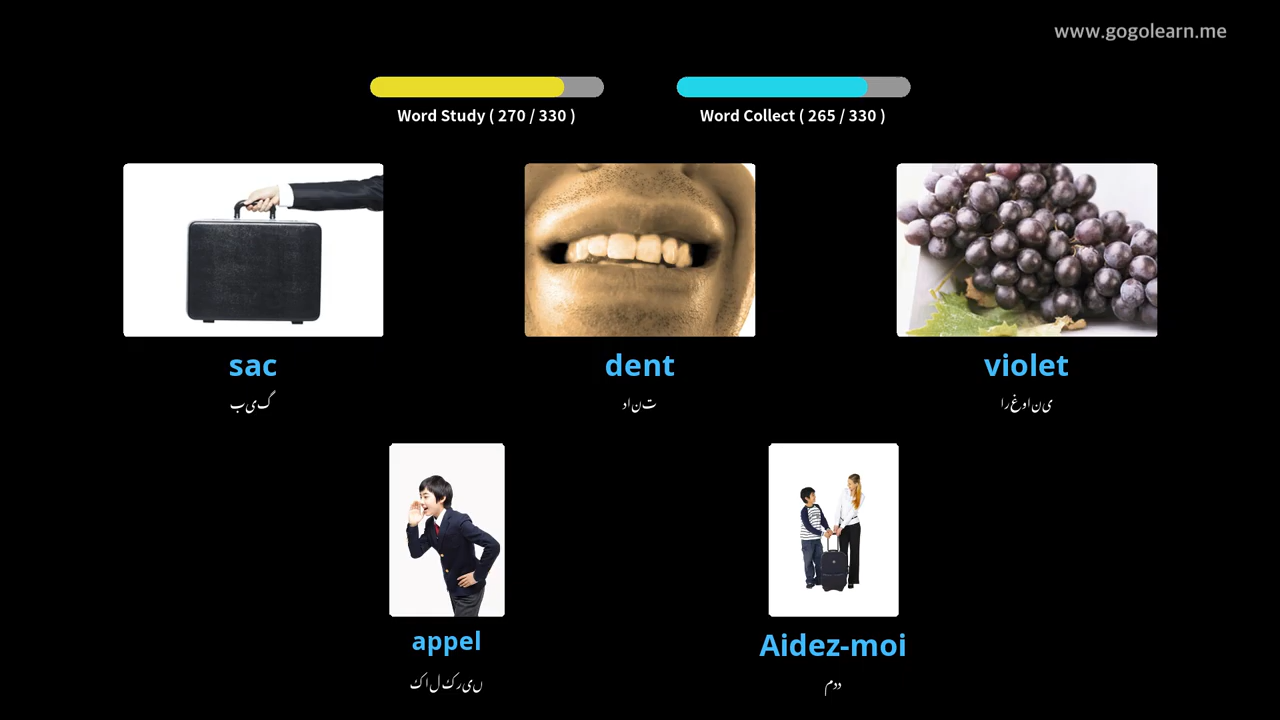 www.gogolearn.me
Word Study ( 270 / 330 )
Word Collect ( 265 / 330 )
sac
dent
violet
بیگ
دانت
ارغوانی
appel
Aidez-moi
کال کریں
مدد